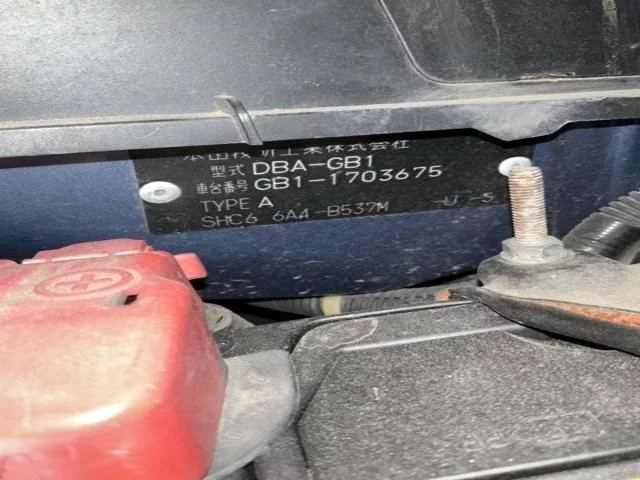 本田技研工業株式会社
型式 DBA-GB1
車台番号 GB1-1703675
TYPE A
SHC6 6A4-B537M -U -S